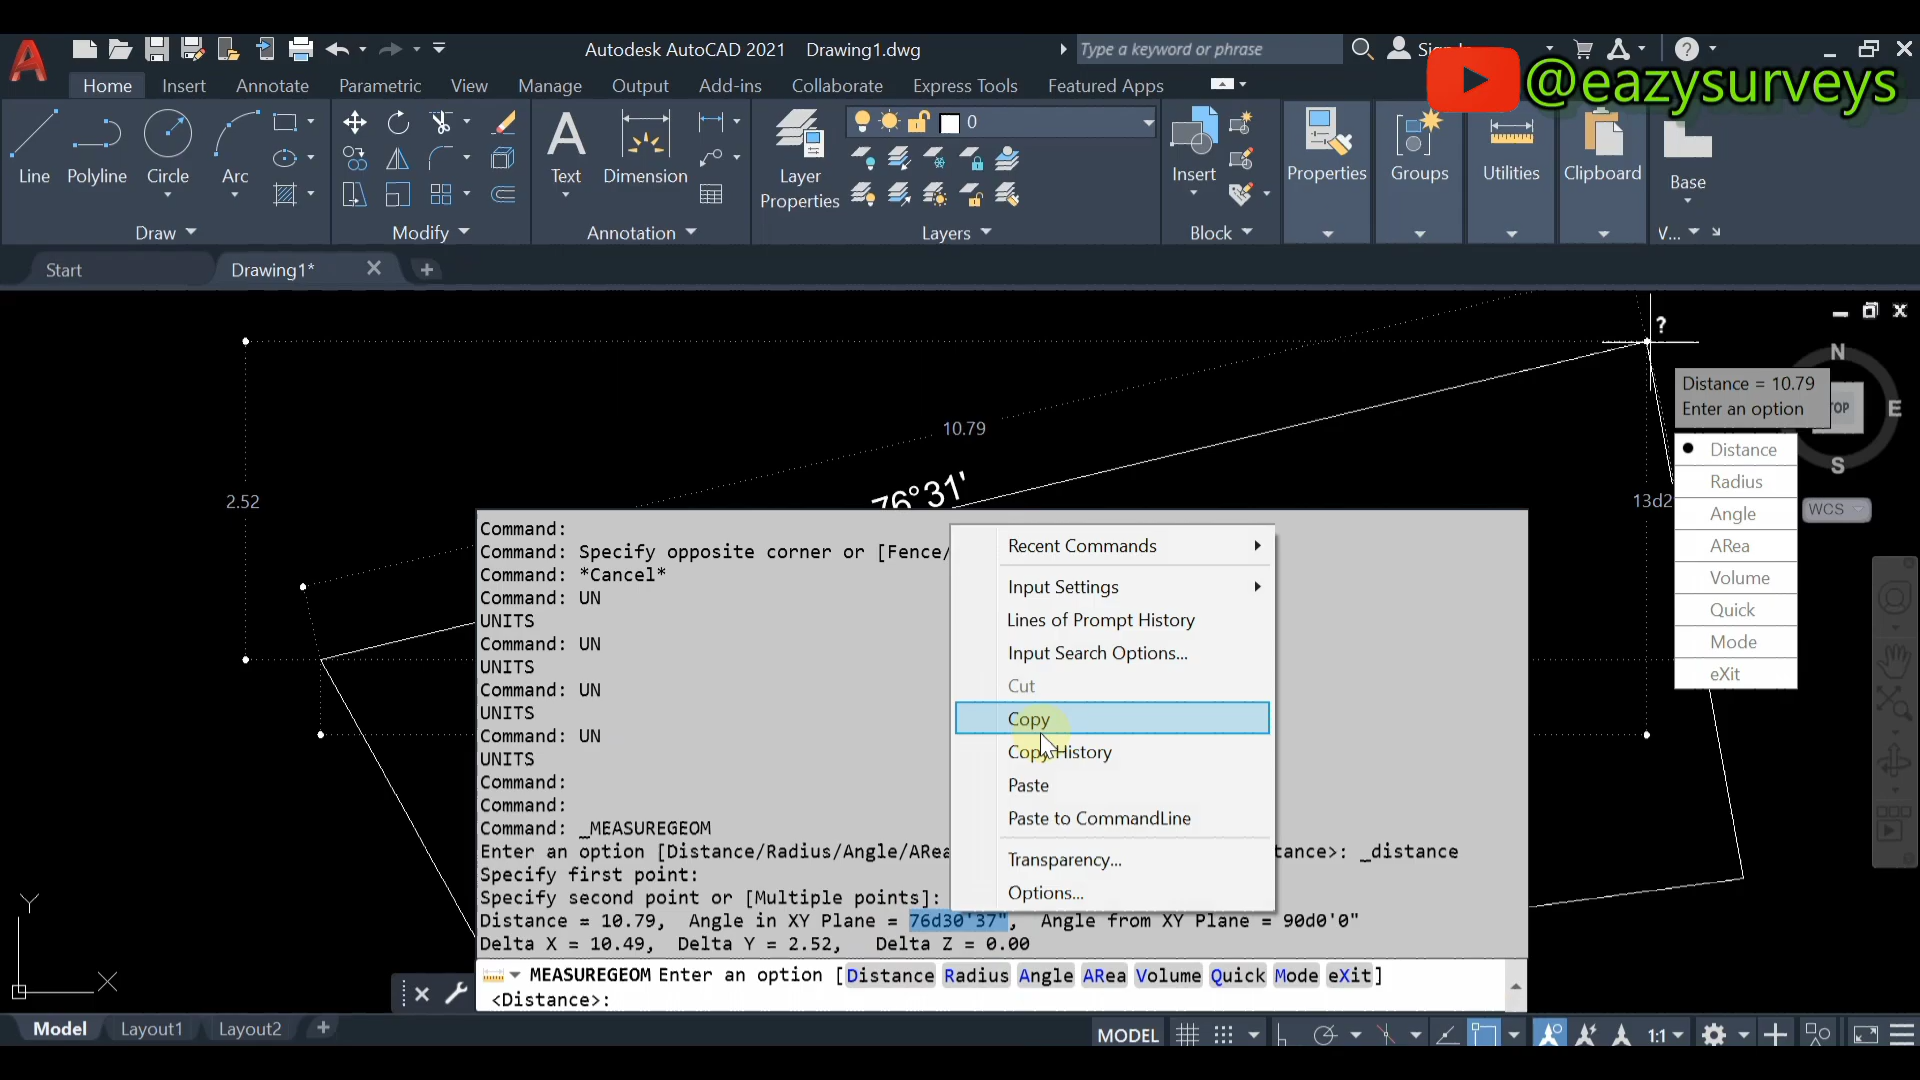 Autodesk AutoCAD 2021 Drawing1.dwg
Type a keyword or phrase
@eazysurveys
Home Insert Annotate Parametric View Manage Output Add-ins Collaborate Express Tools Featured Apps
0
Line Polyline Circle Arc
Text Dimension
Layer
Properties
Insert
Properties
Groups
Utilities
Clipboard
Base
Draw
Modify
Annotation
Layers
Block
V...
Start
Drawing1*
?
N
TOP
E
S
WCS
Distance = 10.79
Enter an option
Distance
Radius
Angle
ARea
Volume
Quick
Mode
eXit
10.79
2.52
76°31'
13d2
Command:
Command: Specify opposite corner or [Fence/
Command: *Cancel*
Command: UN
UNITS
Command: UN
UNITS
Command: UN
UNITS
Command: UN
UNITS
Command:
Command:
Command: _MEASUREGEOM
Enter an option [Distance/Radius/Angle/ARea tance>: _distance
Specify first point:
Specify second point or [Multiple points]:
Distance = 10.79, Angle in XY Plane = 76d30'37", Angle from XY Plane = 90d0'0"
Delta X = 10.49, Delta Y = 2.52, Delta Z = 0.00
MEASUREGEOM Enter an option [Distance Radius Angle ARea Volume Quick Mode eXit]
<Distance>:
Recent Commands
Input Settings
Lines of Prompt History
Input Search Options...
Cut
Copy
Copy History
Paste
Paste to CommandLine
Transparency...
Options...
Y
X
Model Layout1 Layout2
MODEL
1:1